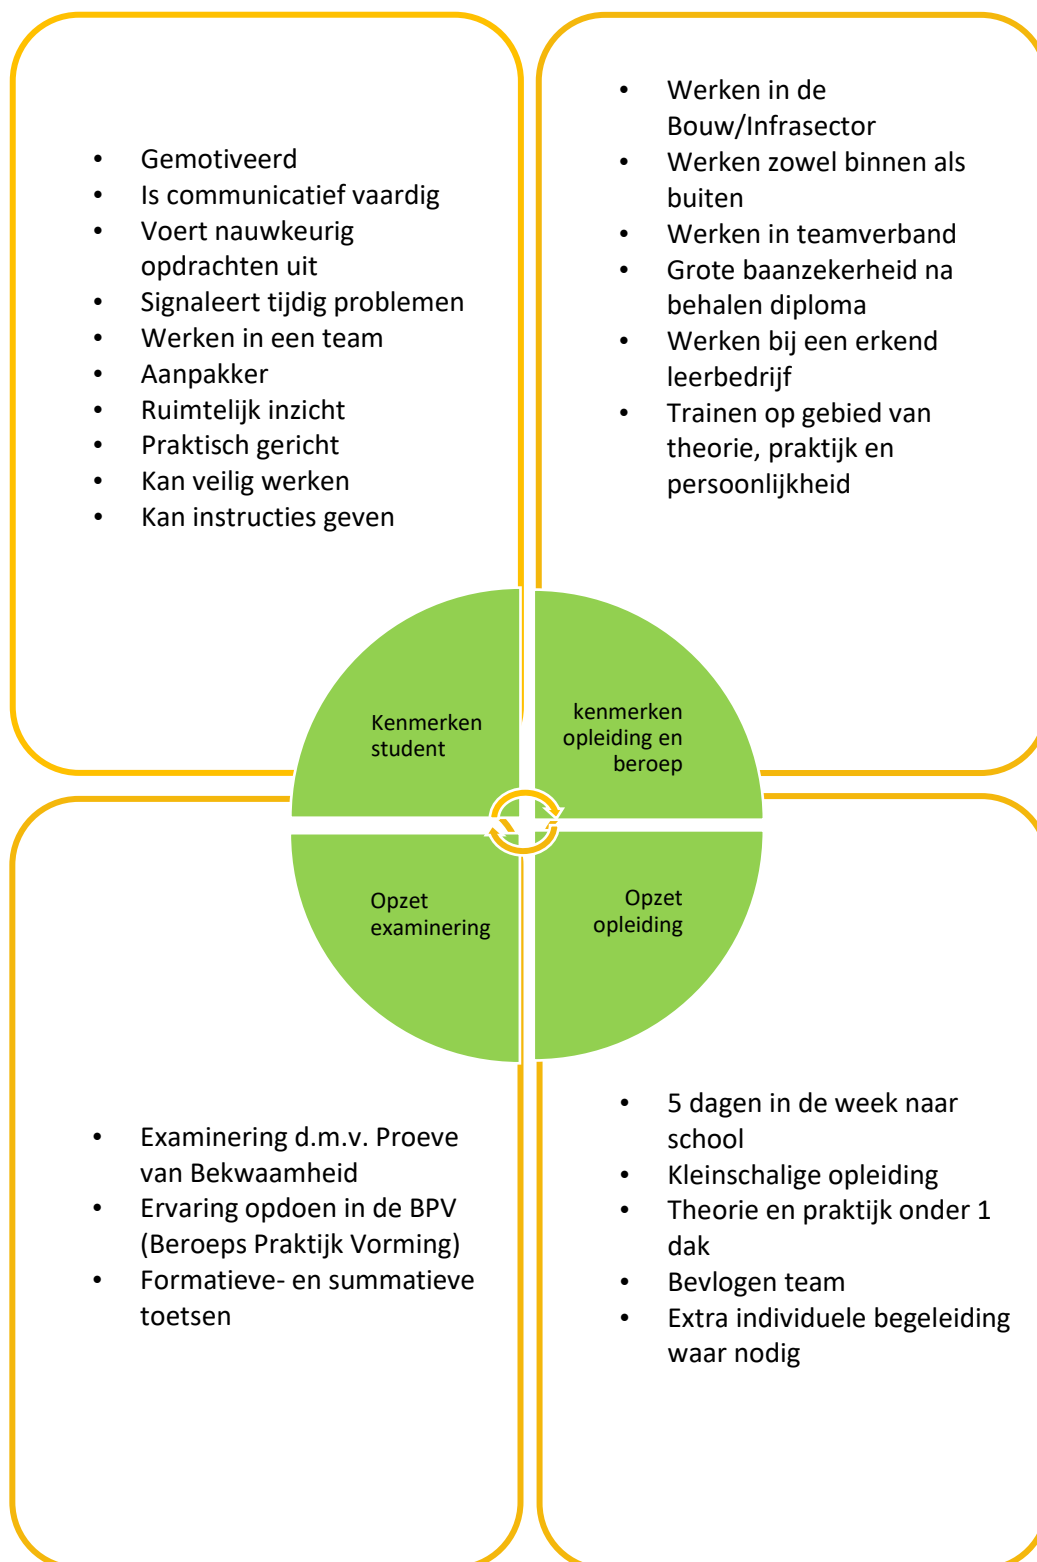 • Gemotiveerd
• Is communicatief vaardig
• Voert nauwkeurig
opdrachten uit
• Signaleert tijdig problemen
• Werken in een team
• Aanpakker
• Ruimtelijk inzicht
• Praktisch gericht
• Kan veilig werken
• Kan instructies geven
• Werken in de
Bouw/Infrasector
• Werken zowel binnen als
buiten
• Werken in teamverband
• Grote baanzekerheid na
behalen diploma
• Werken bij een erkend
leerbedrijf
• Trainen op gebied van
theorie, praktijk en
persoonlijkheid
Kenmerken
student
kenmerken
opleiding en
beroep
Opzet
examinering
Opzet
opleiding
• Examinering d.m.v. Proeve
van Bekwaamheid
• Ervaring opdoen in de BPV
(Beroeps Praktijk Vorming)
• Formatieve- en summatieve
toetsen
• 5 dagen in de week naar
school
• Kleinschalige opleiding
• Theorie en praktijk onder 1
dak
• Bevlogen team
• Extra individuele begeleiding
waar nodig